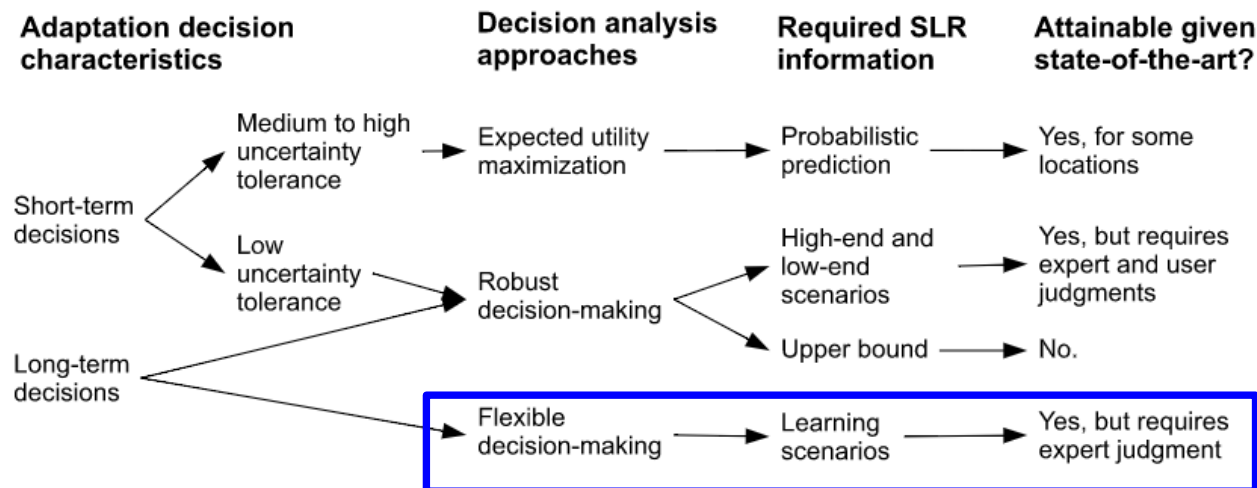 Adaptation decision
characteristics
Decision analysis
approaches
Required SLR
information
Attainable given
state-of-the-art?
Short-term
decisions
Medium to high
uncertainty
tolerance
Expected utility
maximization
Probabilistic
prediction
Yes, for some
locations
Low
uncertainty
tolerance
Robust
decision-making
High-end and
low-end
scenarios
Yes, but requires
expert and user
judgments
Upper bound
No.
Long-term
decisions
Flexible
decision-making
Learning
scenarios
Yes, but requires
expert judgment